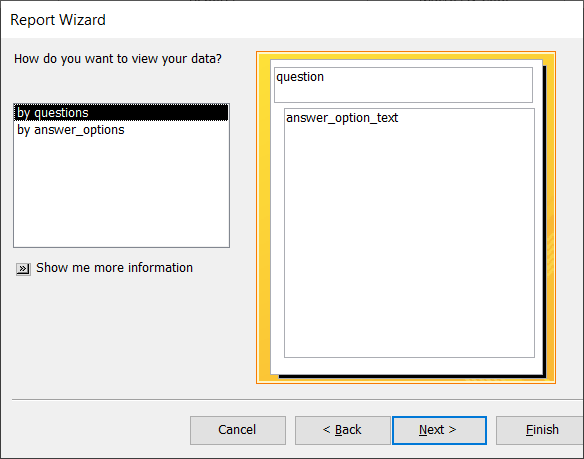 Report Wizard
How do you want to view your data?
by questions
by answer_options
Show me more information
question
answer_option_text
Cancel
< Back
Next >
Finish